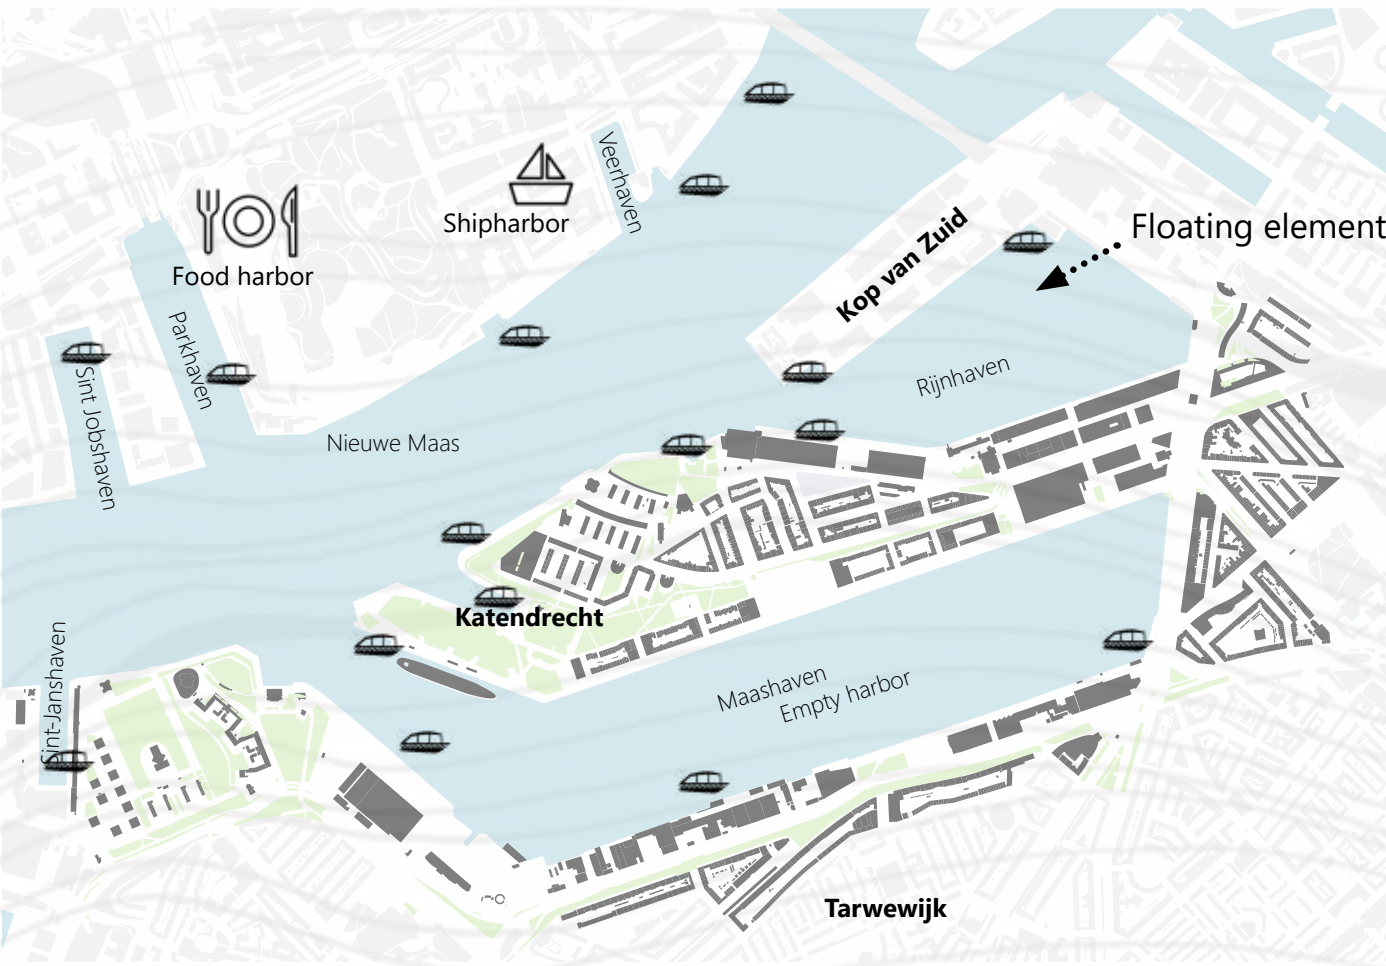 Veerhaven
Shipharbor
Food harbor
Kop van Zuid
Floating element
Parkhaven
Sint Jobshaven
Rijnhaven
Nieuwe Maas
Katendrecht
Sint-Janshaven
Maashaven
Empty harbor
Tarwewijk